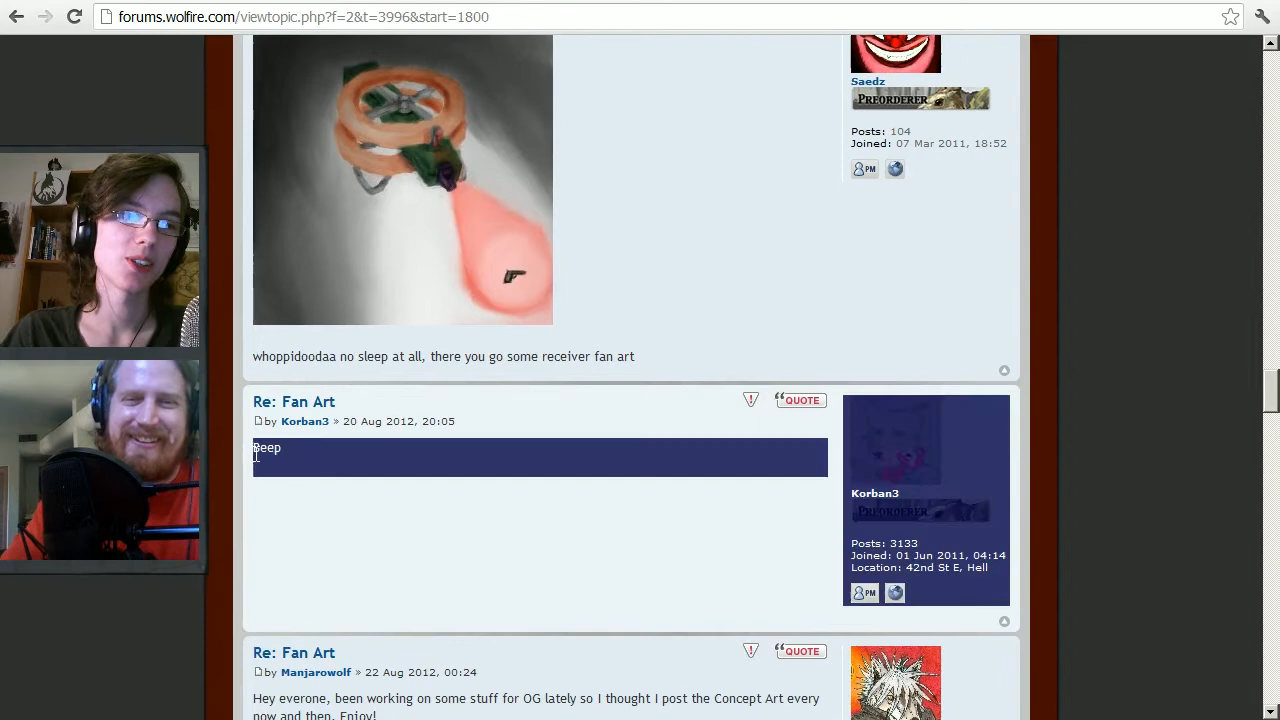 forums.wolfire.com/viewtopic.php?f=2&t=3996&start=1800
Saedz
PREORDERER
Posts: 104
Joined: 07 Mar 2011, 18:52
PM
whoppidoodaa no sleep at all, there you go some receiver fan art
Re: Fan Art
QUOTE
by Korban3 » 20 Aug 2012, 20:05
Beep
Korban3
PREORDERER
Posts: 3133
Joined: 01 Jun 2011, 04:14
Location: 42nd St E, Hell
PM
Re: Fan Art
QUOTE
by Manjarowolf » 22 Aug 2012, 00:24
Hey everone, been working on some stuff for OG lately so I thought I post the Concept Art every
now and then. Enjoy!